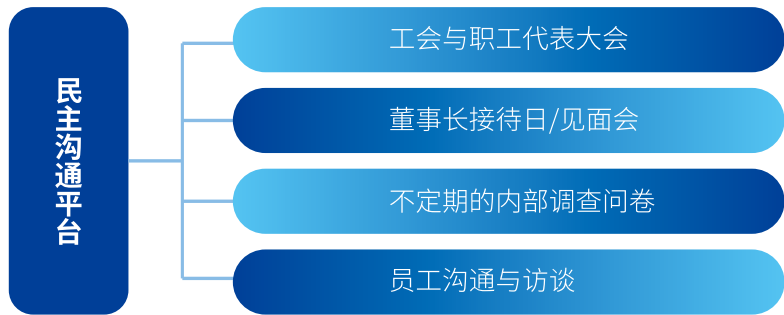 民主沟通平台
工会与职工代表大会
董事长接待日/见面会
不定期的内部调查问卷
员工沟通与访谈